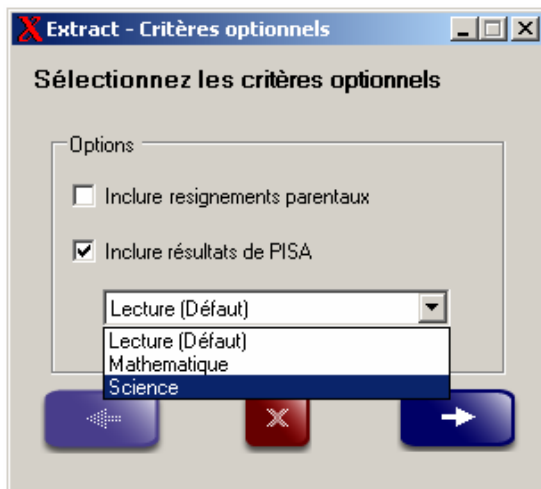 Extract - Critères optionnels
Sélectionnez les critères optionnels
Options
Inclure resignements parentaux
Inclure résultats de PISA
Lecture (Défaut)
Lecture (Défaut)
Mathematique
Science